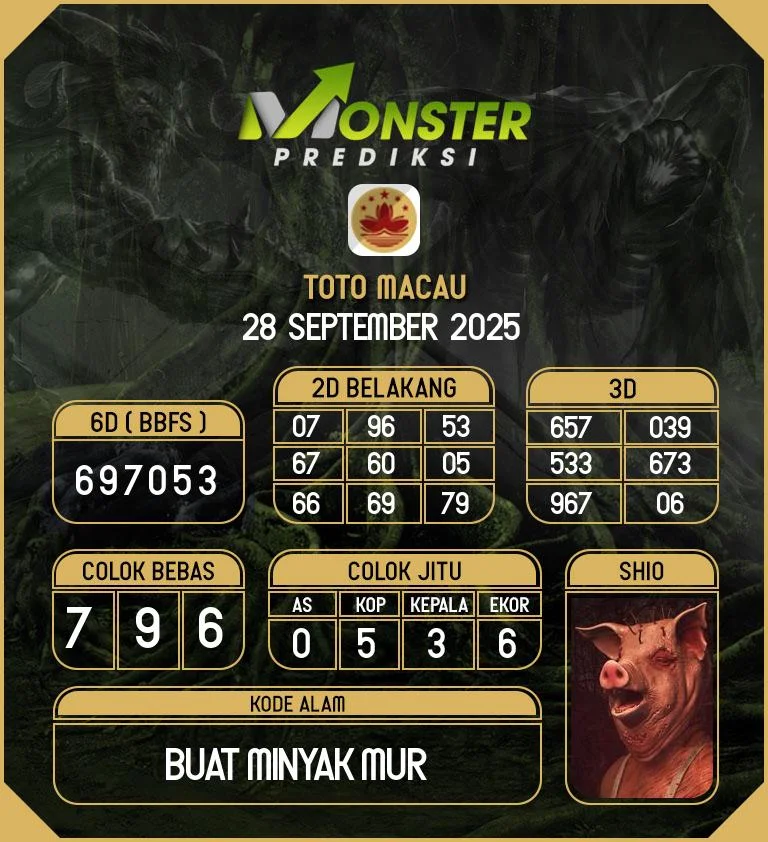 MONSTER
PREDIKSI
TOTO MACAU
28 SEPTEMBER 2025
6D ( BBFS )
697053
2D BELAKANG
07 96 53
67 60 05
66 69 79
3D
657 039
533 673
967 06
COLOK BEBAS
7 9 6
COLOK JITU
AS KOP KEPALA EKOR
0 5 3 6
SHIO
KODE ALAM
BUAT MINYAK MUR